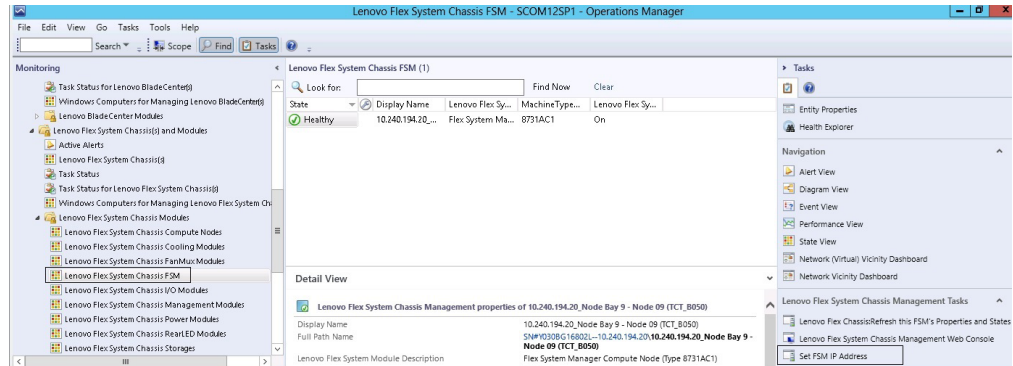 Lenovo Flex System Chassis FSM - SCOM12SP1 - Operations Manager
File Edit View Go Tasks Tools Help
Search Scope Find Tasks
Monitoring
Task Status for Lenovo BladeCenter(s)
Windows Computers for Managing Lenovo BladeCenter(s)
Lenovo BladeCenter Modules
Lenovo Flex System Chassis(s) and Modules
Active Alerts
Lenovo Flex System Chassis(s)
Task Status
Task Status for Lenovo Flex System Chassis(s)
Windows Computers for Managing Lenovo Flex System Ch
Lenovo Flex System Chassis Modules
Lenovo Flex System Chassis Compute Nodes
Lenovo Flex System Chassis Cooling Modules
Lenovo Flex System Chassis FanMux Modules
Lenovo Flex System Chassis FSM
Lenovo Flex System Chassis I/O Modules
Lenovo Flex System Chassis Management Modules
Lenovo Flex System Chassis Power Modules
Lenovo Flex System Chassis RearLED Modules
Lenovo Flex System Chassis Storages
Lenovo Flex System Chassis FSM (1)
Look for: Find Now Clear
State Display Name Lenovo Flex Sy... MachineType... Lenovo Flex Sy...
Healthy 10.240.194.20_... Flex System Ma... 8731AC1 On
Detail View
Lenovo Flex System Chassis Management properties of 10.240.194.20_Node Bay 9 - Node 09 (TCT_B050)
Display Name 10.240.194.20_Node Bay 9 - Node 09 (TCT_B050)
Full Path Name SN#Y030BG16802L--10.240.194.20\10.240.194.20_Node Bay 9 -
Node 09 (TCT_B050)
Lenovo Flex System Module Description Flex System Manager Compute Node (Type 8731AC1)
Tasks
Entity Properties
Health Explorer
Navigation
Alert View
Diagram View
Event View
Performance View
State View
Network (Virtual) Vicinity Dashboard
Network Vicinity Dashboard
Lenovo Flex System Chassis Management Tasks
Lenovo Flex Chassis:Refresh this FSM's Properties and States
Lenovo Flex System Chassis Management Web Console
Set FSM IP Address